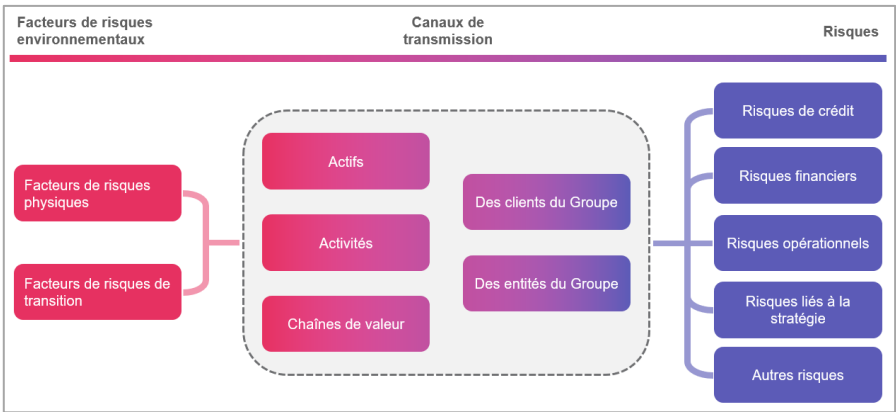 Facteurs de risques
environnementaux
Canaux de
transmission
Risques
Facteurs de risques
physiques
Facteurs de risques de
transition
Actifs
Activités
Chaînes de valeur
Des clients du Groupe
Des entités du Groupe
Risques de crédit
Risques financiers
Risques opérationnels
Risques liés à la
stratégie
Autres risques